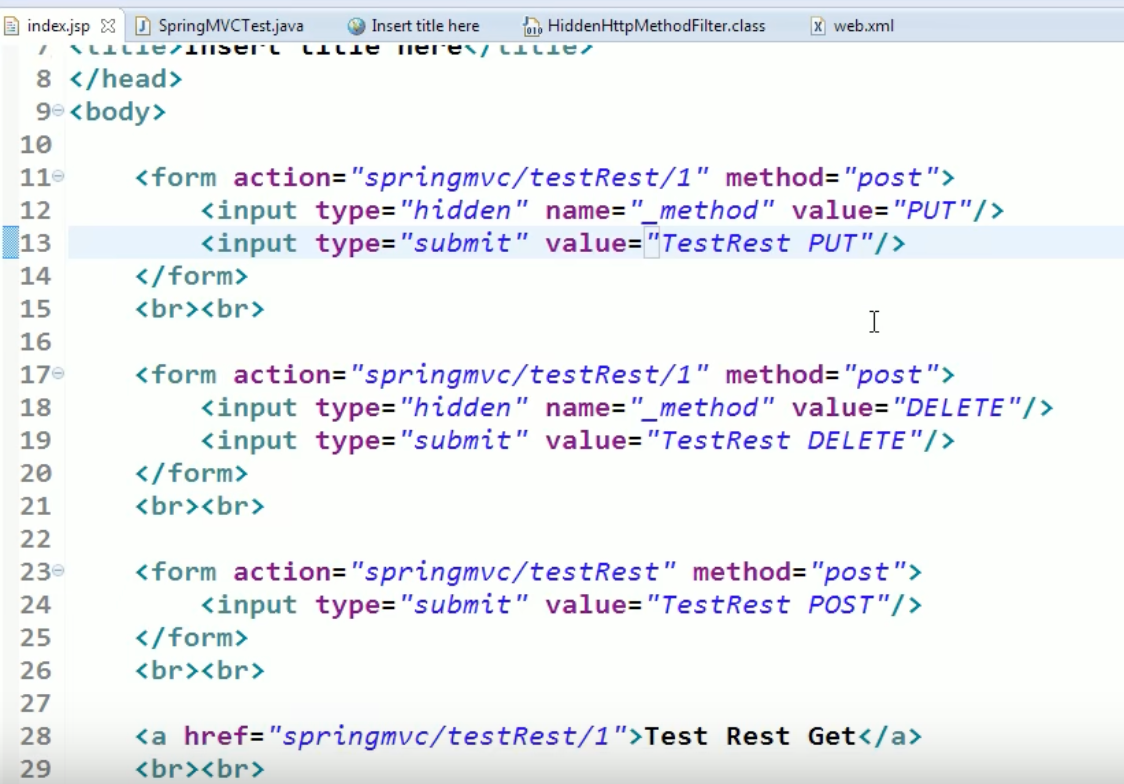 index.jsp SpringMVCTest.java Insert title here HiddenHttpMethodFilter.class web.xml
7 <title>Insert title here</title>
8 </head>
9 <body>
10
11 <form action="springmvc/testRest/1" method="post">
12 <input type="hidden" name="_method" value="PUT"/>
13 <input type="submit" value="TestRest PUT"/>
14 </form>
15 <br><br>
16
17 <form action="springmvc/testRest/1" method="post">
18 <input type="hidden" name="_method" value="DELETE"/>
19 <input type="submit" value="TestRest DELETE"/>
20 </form>
21 <br><br>
22
23 <form action="springmvc/testRest" method="post">
24 <input type="submit" value="TestRest POST"/>
25 </form>
26 <br><br>
27
28 <a href="springmvc/testRest/1">Test Rest Get</a>
29 <br><br>